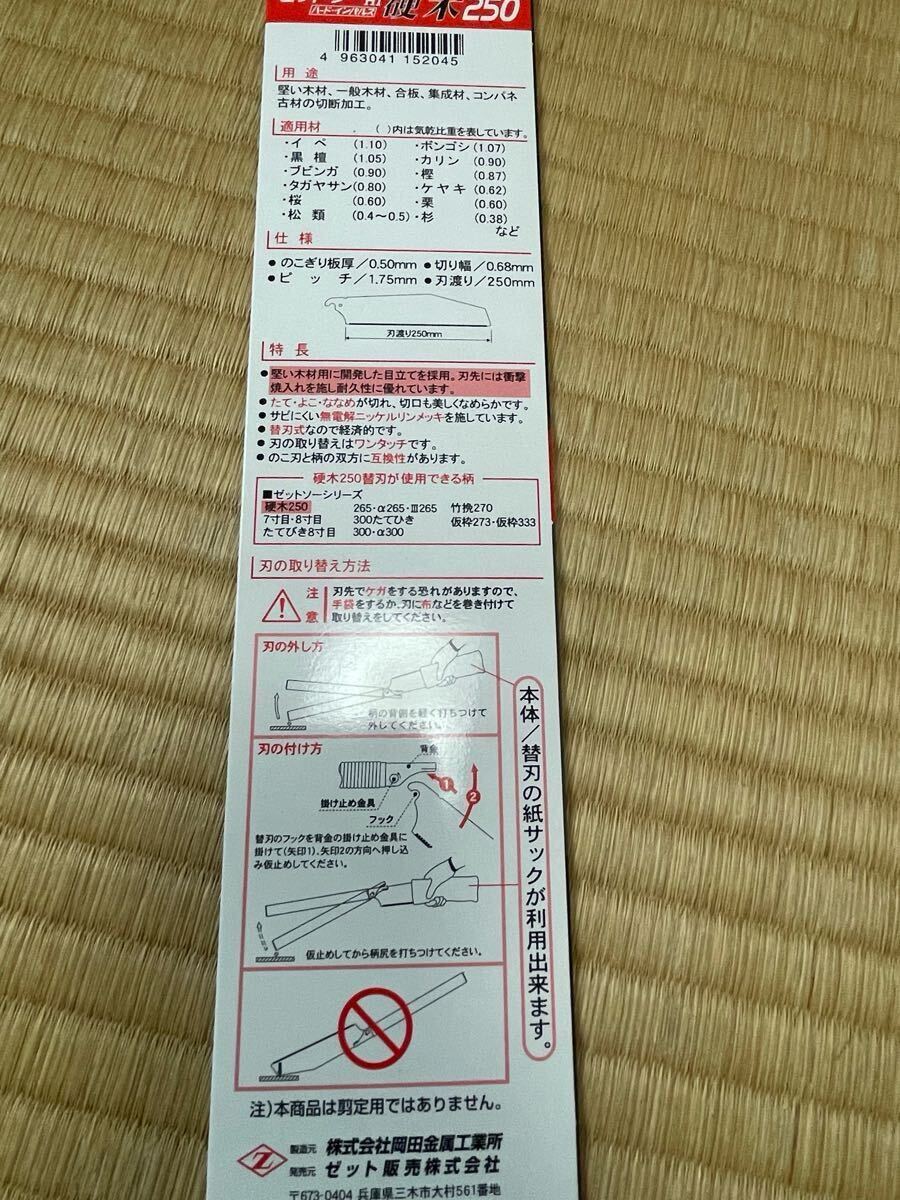 ハードインパルス 硬木250
4 963041 152045
用途
堅い木材、一般木材、合板、集成材、コンパネ
古材の切断加工。
適用材 ( )内は気乾比重を表しています。
・イペ (1.10) ・ボンゴシ (1.07)
・黒檀 (1.05) ・カリン (0.90)
・ブビンガ (0.90) ・樫 (0.87)
・タガヤサン (0.80) ・ケヤキ (0.62)
・桜 (0.60) ・栗 (0.60)
・松類 (0.4〜0.5) ・杉 (0.38)
など
仕様
●のこぎり板厚／0.50mm ●切り幅／0.68mm
●ピッチ／1.75mm ●刃渡り／250mm
刃渡り250mm
特長
●堅い木材用に開発した目立てを採用。刃先には衝撃
焼入れを施し耐久性に優れています。
●たて・よこ・ななめが切れ、切口も美しくなめらかです。
●サビにくい無電解ニッケルリンメッキを施しています。
●替刃式なので経済的です。
●刃の取り替えはワンタッチです。
●のこ刃と柄の双方に互換性があります。
硬木250替刃が使用できる柄
■ゼットソーシリーズ
硬木250 265・α265・Ⅲ265 竹挽270
7寸目・8寸目 300たてひき 仮枠273・仮枠333
たてびき8寸目 300・α300
刃の取り替え方法
注意 刃先でケガをする恐れがありますので、
手袋をするか、刃に布などを巻き付けて
取り替えをしてください。
刃の外し方
柄の背側を軽く打ちつけて
外してください。
刃の付け方
背金
1
2
掛け止め金具
フック
替刃のフックを背金の掛け止め金具に
掛けて(矢印1)、矢印2の方向へ押し込
み仮止めしてください。
仮止めしてから柄尻を打ちつけてください。
本体／替刃の紙サックが利用出来ます。
注)本商品は剪定用ではありません。
Z
製造元 株式会社岡田金属工業所
発売元 ゼット販売株式会社
〒673-0404 兵庫県三木市大村561番地